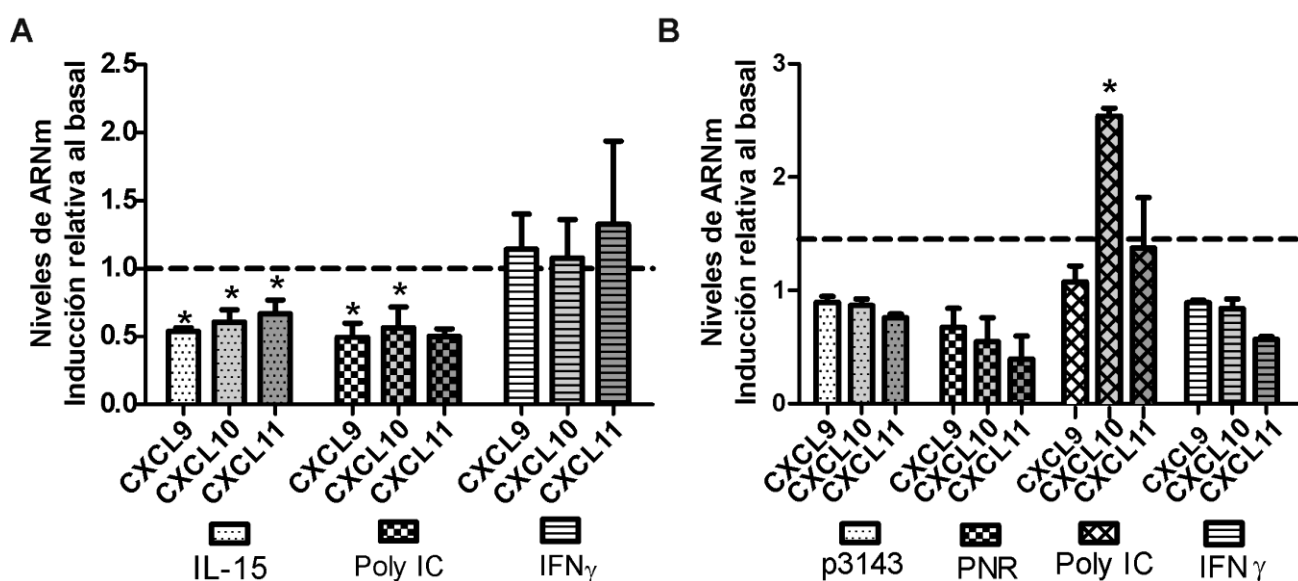 A
Niveles de ARNm
Inducción relativa al basal
2.5
2.0
1.5
1.0
0.5
0.0
* * * * *
CXCL9
CXCL10
CXCL11
CXCL9
CXCL10
CXCL11
CXCL9
CXCL10
CXCL11
IL-15
Poly IC
IFNγ
B
Niveles de ARNm
Inducción relativa al basal
3
2
1
0
*
CXCL9
CXCL10
CXCL11
CXCL9
CXCL10
CXCL11
CXCL9
CXCL10
CXCL11
CXCL9
CXCL10
CXCL11
p3143
PNR
Poly IC
IFNγ